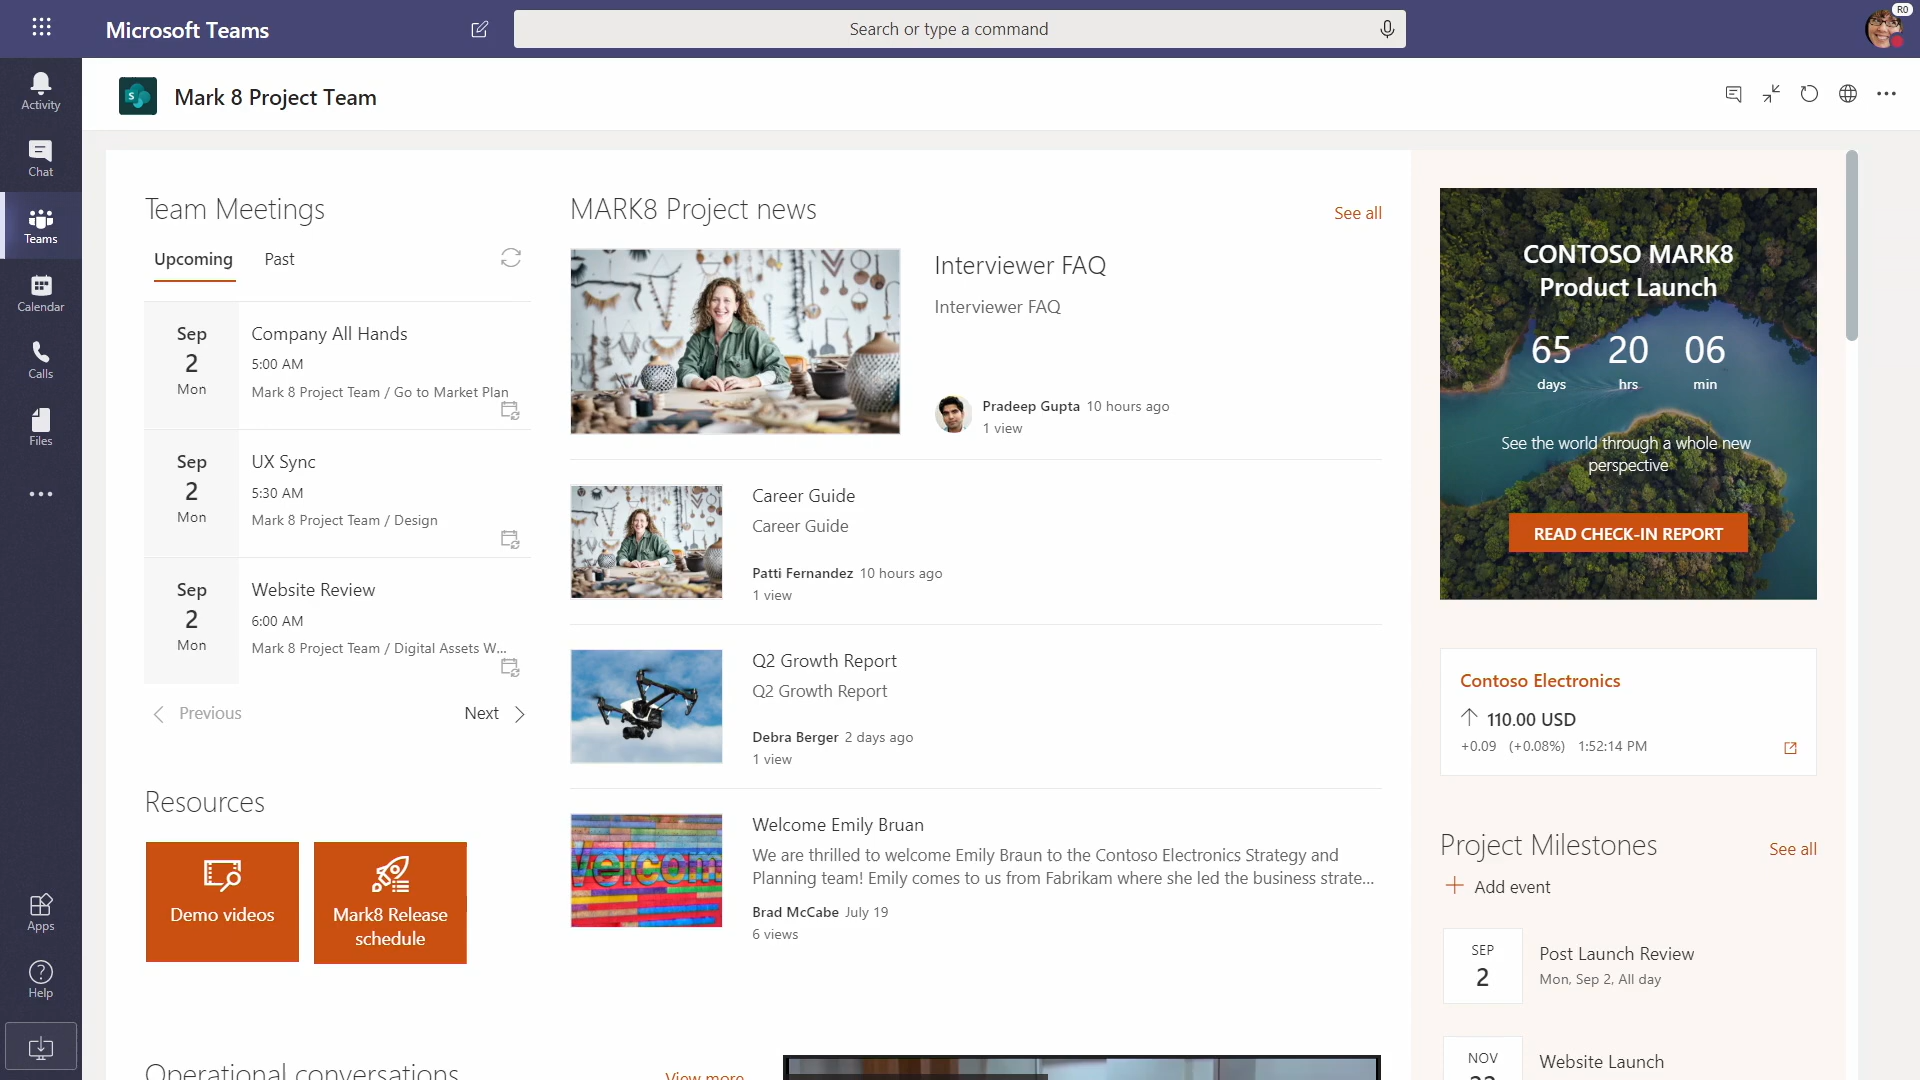 Microsoft Teams
Search or type a command
R0
Activity
Chat
Teams
Calendar
Calls
Files
Apps
Help
S
Mark 8 Project Team
Team Meetings
Upcoming
Past
Sep
2
Mon
Company All Hands
5:00 AM
Mark 8 Project Team / Go to Market Plan
Sep
2
Mon
UX Sync
5:30 AM
Mark 8 Project Team / Design
Sep
2
Mon
Website Review
6:00 AM
Mark 8 Project Team / Digital Assets W...
Previous
Next
Resources
Demo videos
Mark8 Release
schedule
Operational conversations
View more
MARK8 Project news
See all
Interviewer FAQ
Interviewer FAQ
Pradeep Gupta 10 hours ago
1 view
Career Guide
Career Guide
Patti Fernandez 10 hours ago
1 view
Q2 Growth Report
Q2 Growth Report
Debra Berger 2 days ago
1 view
Welcom
Welcome Emily Bruan
We are thrilled to welcome Emily Braun to the Contoso Electronics Strategy and
Planning team! Emily comes to us from Fabrikam where she led the business strate...
Brad McCabe July 19
6 views
CONTOSO MARK8
Product Launch
65 20 06
days hrs min
See the world through a whole new
perspective
READ CHECK-IN REPORT
Contoso Electronics
110.00 USD
+0.09 (+0.08%) 1:52:14 PM
Project Milestones
See all
Add event
SEP
2
Post Launch Review
Mon, Sep 2, All day
NOV
Website Launch